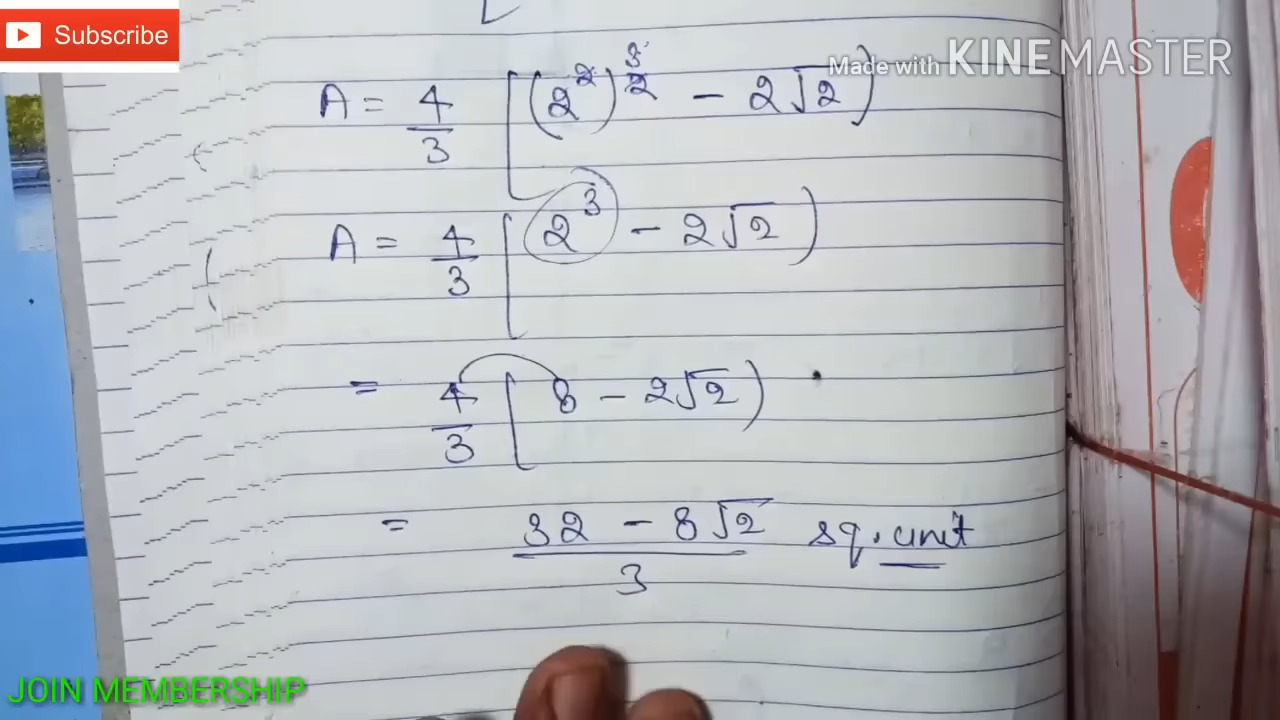 Subscribe
Made with KINEMASTER
A = 4/3 [(2^2)^3/2 - 2√2)
A = 4/3 [2^3 - 2√2)
= 4/3 [8 - 2√2)
= 32 - 8√2 / 3 sq. unit
JOIN MEMBERSHIP